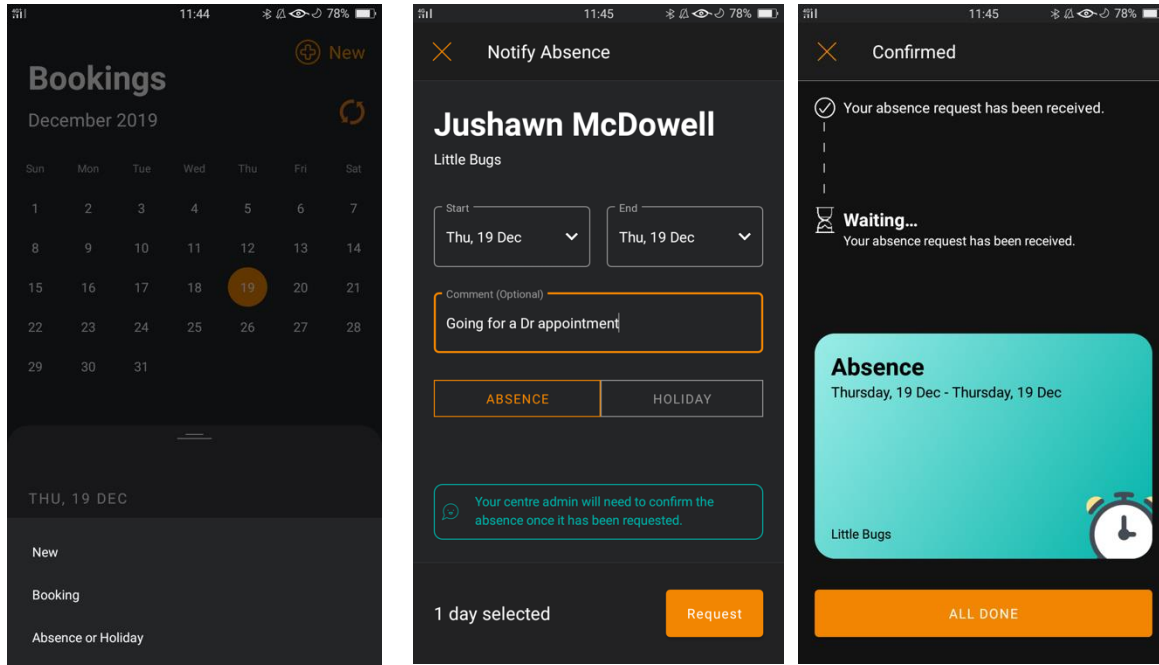 11:44
78%
New
Bookings
December 2019
Sun Mon Tue Wed Thu Fri Sat
1 2 3 4 5 6 7
8 9 10 11 12 13 14
15 16 17 18 19 20 21
22 23 24 25 26 27 28
29 30 31
THU, 19 DEC
New
Booking
Absence or Holiday
11:45
78%
Notify Absence
Jushawn McDowell
Little Bugs
Start
Thu, 19 Dec
End
Thu, 19 Dec
Comment (Optional)
Going for a Dr appointment
ABSENCE HOLIDAY
Your centre admin will need to confirm the
absence once it has been requested.
1 day selected
Request
11:45
78%
Confirmed
Your absence request has been received.
Waiting...
Your absence request has been received.
Absence
Thursday, 19 Dec - Thursday, 19 Dec
Little Bugs
ALL DONE